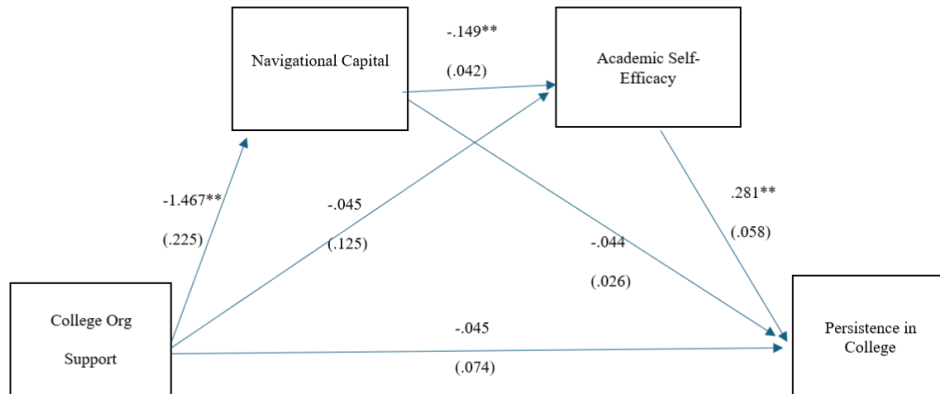 Navigational Capital
-.149**
(.042)
Academic Self-
Efficacy
-1.467**
(.225)
-.045
(.125)
.281**
(.058)
-.044
(.026)
College Org
Support
-.045
(.074)
Persistence in
College